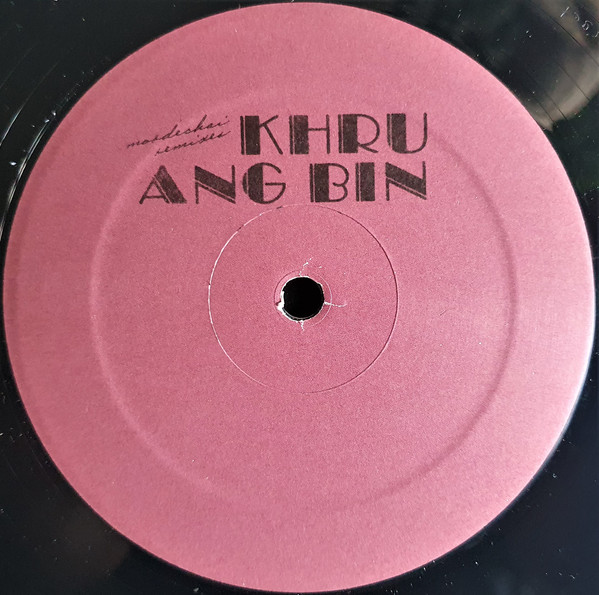 mordechai
remixes
KHRU
ANG BIN